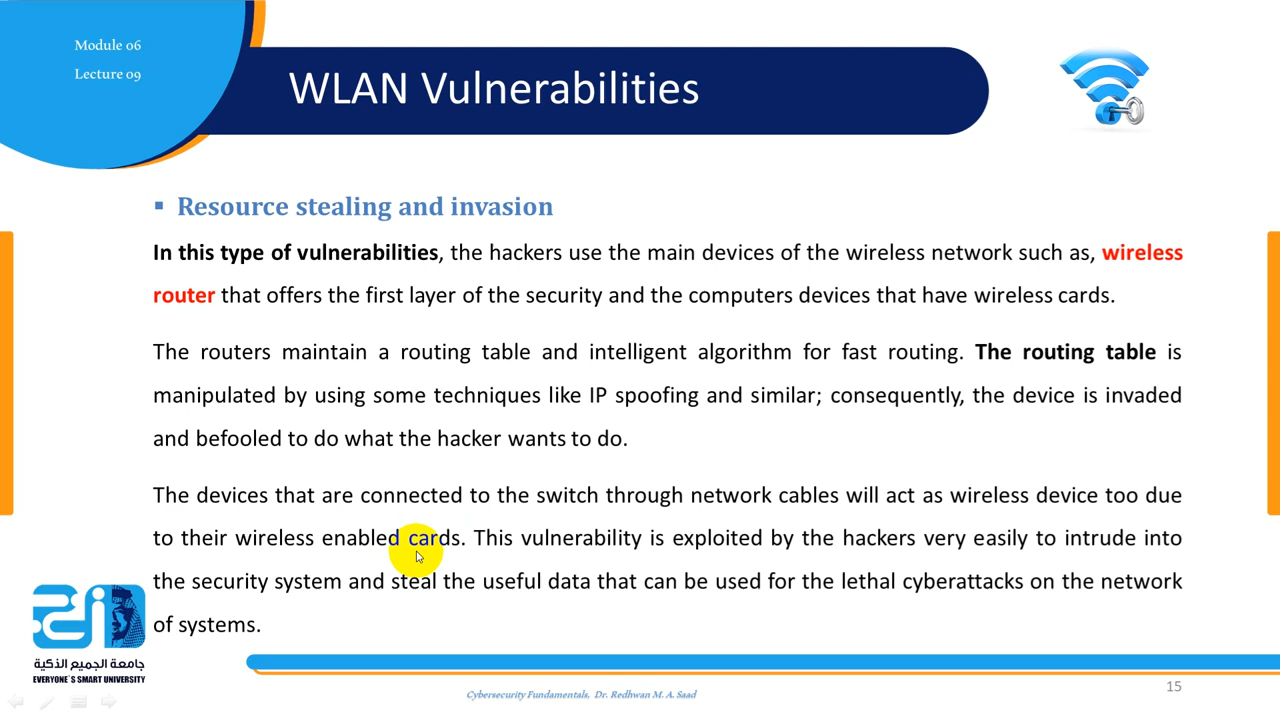 Module 06
Lecture 09
WLAN Vulnerabilities
▪ Resource stealing and invasion
In this type of vulnerabilities, the hackers use the main devices of the wireless network such as, wireless
router that offers the first layer of the security and the computers devices that have wireless cards.
The routers maintain a routing table and intelligent algorithm for fast routing. The routing table is
manipulated by using some techniques like IP spoofing and similar; consequently, the device is invaded
and befooled to do what the hacker wants to do.
The devices that are connected to the switch through network cables will act as wireless device too due
to their wireless enabled cards. This vulnerability is exploited by the hackers very easily to intrude into
the security system and steal the useful data that can be used for the lethal cyberattacks on the network
of systems.
جامعة الجميع الذكية
EVERYONE`S SMART UNIVERSITY
Cybersecurity Fundamentals, Dr. Redhwan M. A. Saad
15